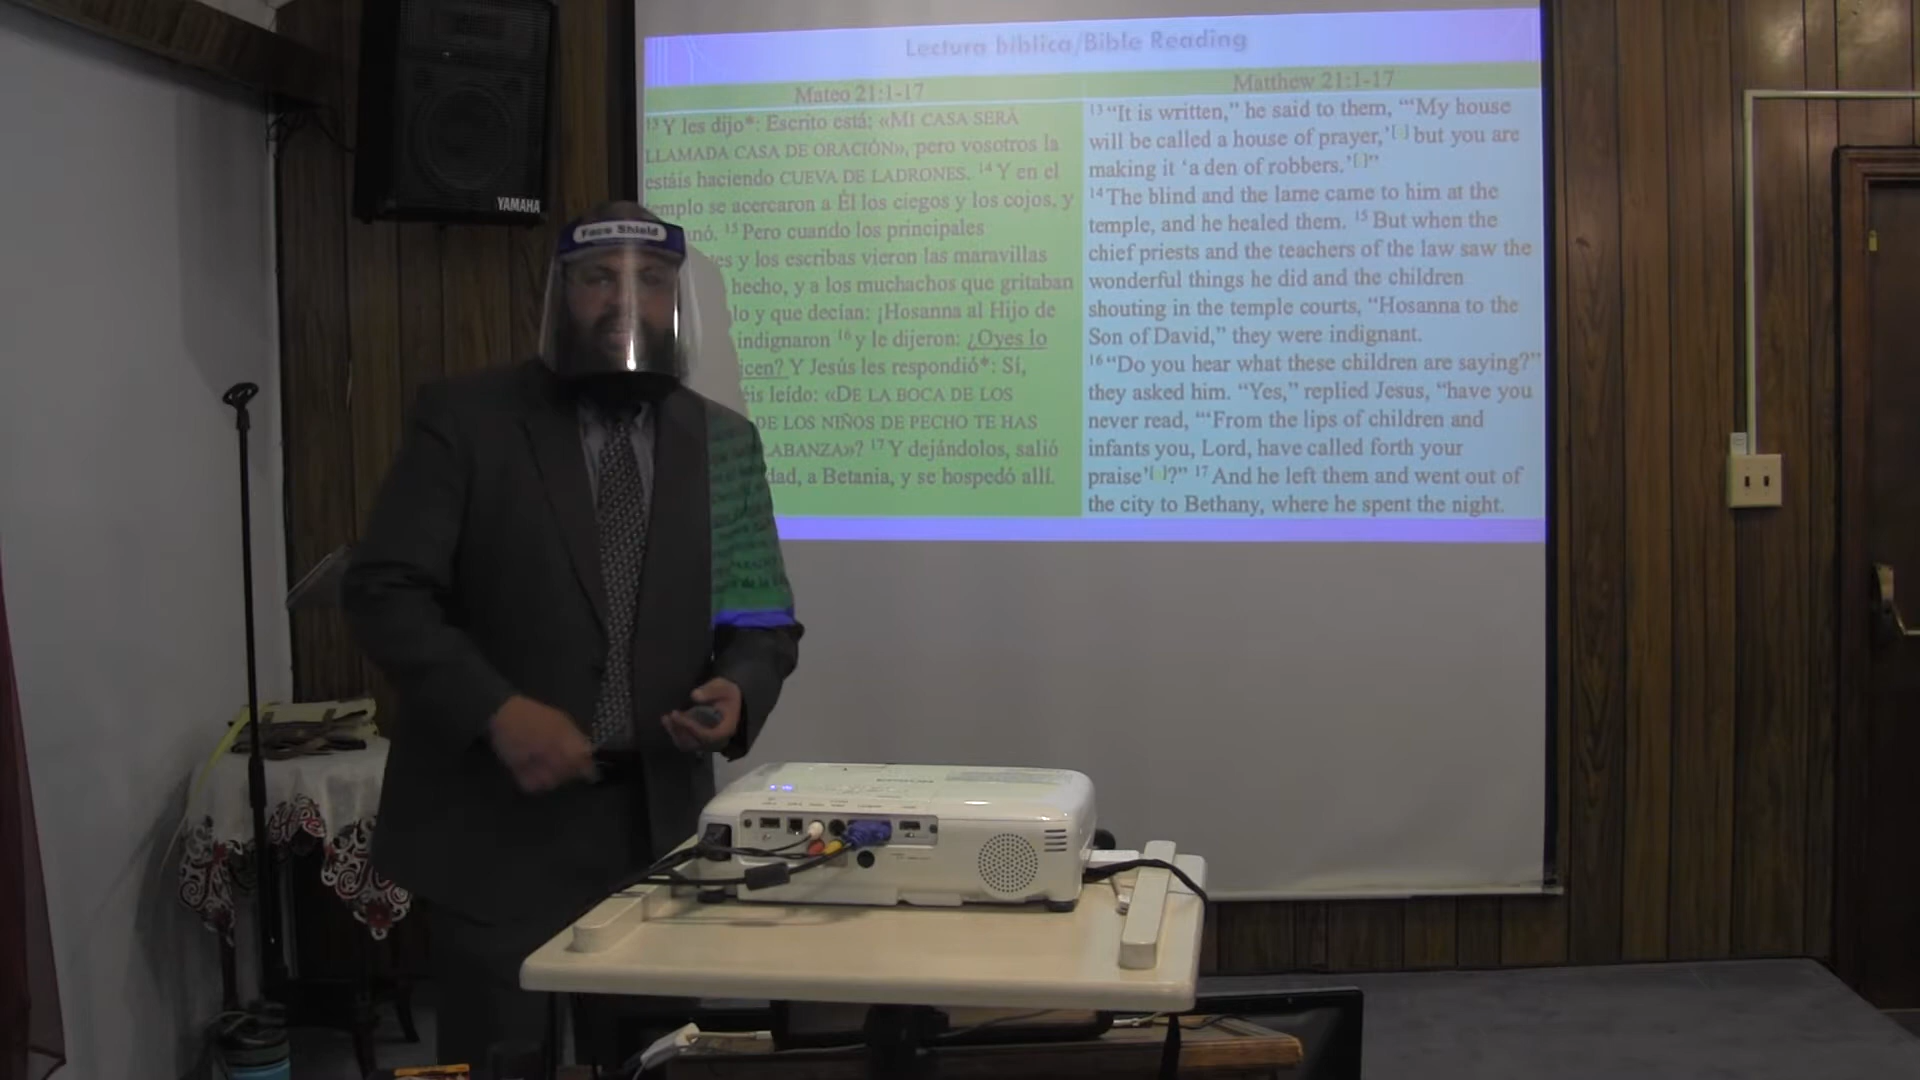 Lectura bíblica/Bible Reading
Mateo 21:1-17
13 Y les dijo*: Escrito está; «MI CASA SERÁ
LLAMADA CASA DE ORACIÓN», pero vosotros la
estáis haciendo CUEVA DE LADRONES. 14 Y en el
templo se acercaron a Él los ciegos y los cojos, y
anó. 15 Pero cuando los principales
es y los escribas vieron las maravillas
hecho, y a los muchachos que gritaban
lo y que decían: ¡Hosanna al Hijo de
indignaron 16 y le dijeron: ¿Oyes lo
icen? Y Jesús les respondió*: Sí,
éis leído: «DE LA BOCA DE LOS
DE LOS NIÑOS DE PECHO TE HAS
LABANZA»? 17 Y dejándolos, salió
dad, a Betania, y se hospedó allí.
Matthew 21:1-17
13 “It is written,” he said to them, “‘My house
will be called a house of prayer,’[ ] but you are
making it ‘a den of robbers.’[ ]”
14 The blind and the lame came to him at the
temple, and he healed them. 15 But when the
chief priests and the teachers of the law saw the
wonderful things he did and the children
shouting in the temple courts, “Hosanna to the
Son of David,” they were indignant.
16 “Do you hear what these children are saying?”
they asked him. “Yes,” replied Jesus, “have you
never read, “‘From the lips of children and
infants you, Lord, have called forth your
praise’[ ]?” 17 And he left them and went out of
the city to Bethany, where he spent the night.
YAMAHA
Face Shield
EPSON